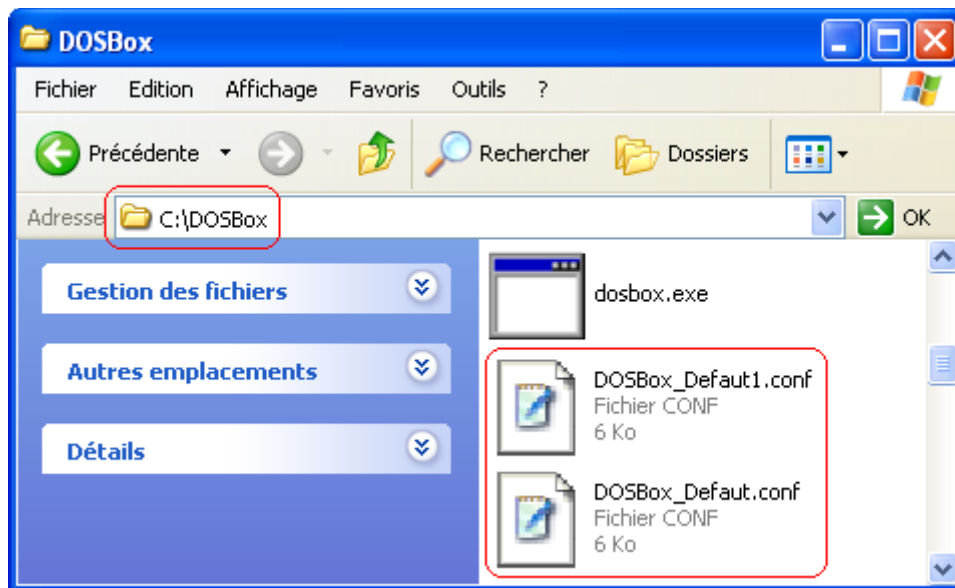 DOSBox
Fichier Edition Affichage Favoris Outils ?
Précédente Rechercher Dossiers
Adresse C:\DOSBox OK
Gestion des fichiers
Autres emplacements
Détails
dosbox.exe
DOSBox_Defaut1.conf
Fichier CONF
6 Ko
DOSBox_Defaut.conf
Fichier CONF
6 Ko